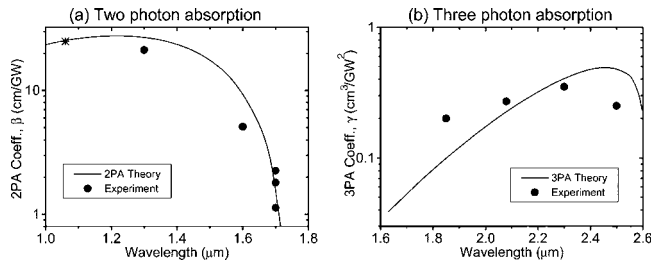 (a) Two photon absorption
2PA Coeff., β (cm/GW)
10
1
2PA Theory
Experiment
1.0 1.2 1.4 1.6 1.8
Wavelength (μm)
(b) Three photon absorption
3PA Coeff., γ (cm³/GW²)
1
0.1
3PA Theory
Experiment
1.6 1.8 2.0 2.2 2.4 2.6
Wavelength (μm)